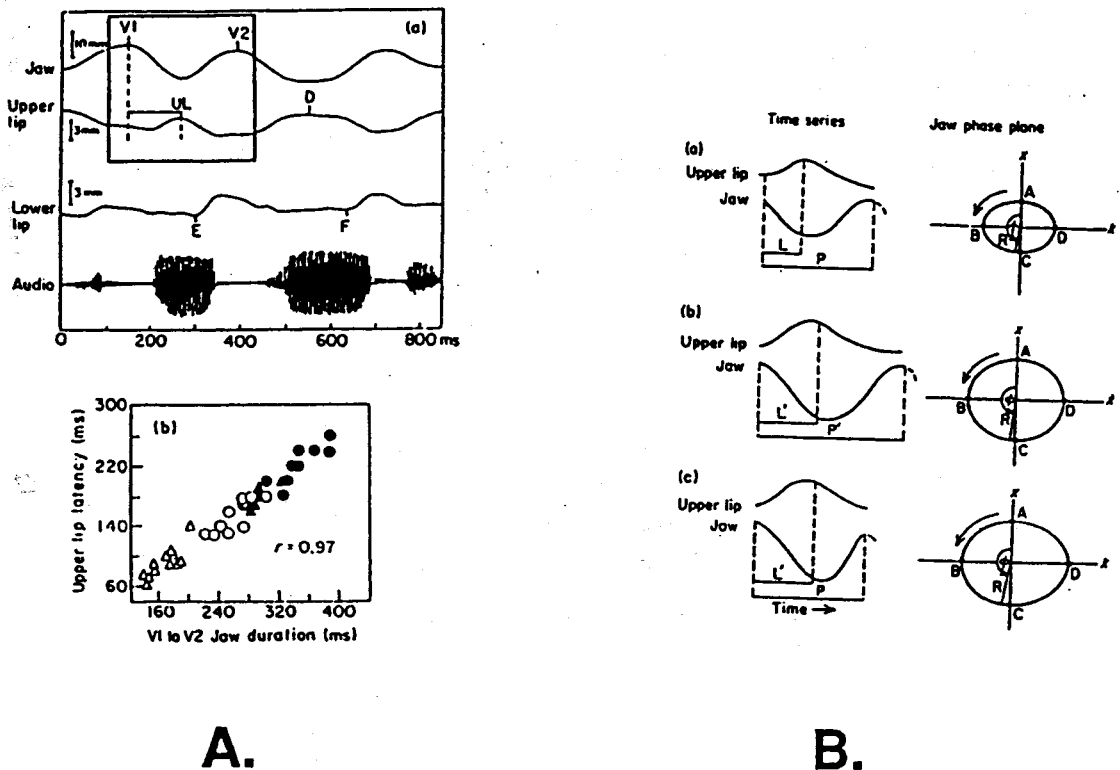 V1
V2
(a)
10 mm
Jaw
UL
D
Upper lip
3 mm
3 mm
Lower lip
E
F
Audio
0
200
400
600
800 ms
300
220
140
60
Upper lip latency (ms)
(b)
r = 0.97
160
240
320
400
V1 to V2 Jaw duration (ms)
A.
Time series
Jaw phase plane
(a)
Upper lip
Jaw
L
P
x
A
B
R
D
C
ẋ
(b)
Upper lip
Jaw
L'
P'
x
A
B
R
D
C
ẋ
(c)
Upper lip
Jaw
L'
P
Time →
x
A
B
R
D
C
ẋ
B.